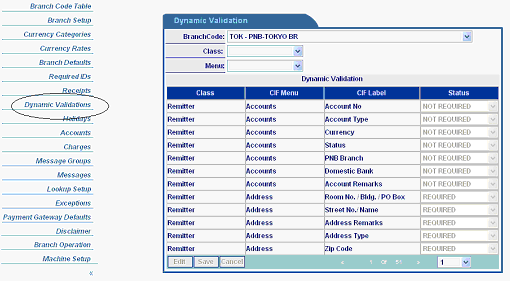 Branch Code Table
Branch Setup
Currency Categories
Currency Rates
Branch Defaults
Required IDs
Receipts
Dynamic Validations
Holidays
Accounts
Charges
Message Groups
Messages
Lookup Setup
Exceptions
Payment Gateway Defaults
Disclaimer
Branch Operation
Machine Setup
«
Dynamic Validation
BranchCode: TOK - PNB-TOKYO BR
Class:
Menu:
Dynamic Validation
Class CIF Menu CIF Label Status
Remitter Accounts Account No NOT REQUIRED
Remitter Accounts Account Type NOT REQUIRED
Remitter Accounts Currency NOT REQUIRED
Remitter Accounts Status NOT REQUIRED
Remitter Accounts PNB Branch NOT REQUIRED
Remitter Accounts Domestic Bank NOT REQUIRED
Remitter Accounts Account Remarks NOT REQUIRED
Remitter Address Room No. / Bldg. / PO Box REQUIRED
Remitter Address Street No./ Name REQUIRED
Remitter Address Address Remarks REQUIRED
Remitter Address Address Type REQUIRED
Remitter Address Zip Code REQUIRED
Edit Save Cancel 1 Of 1